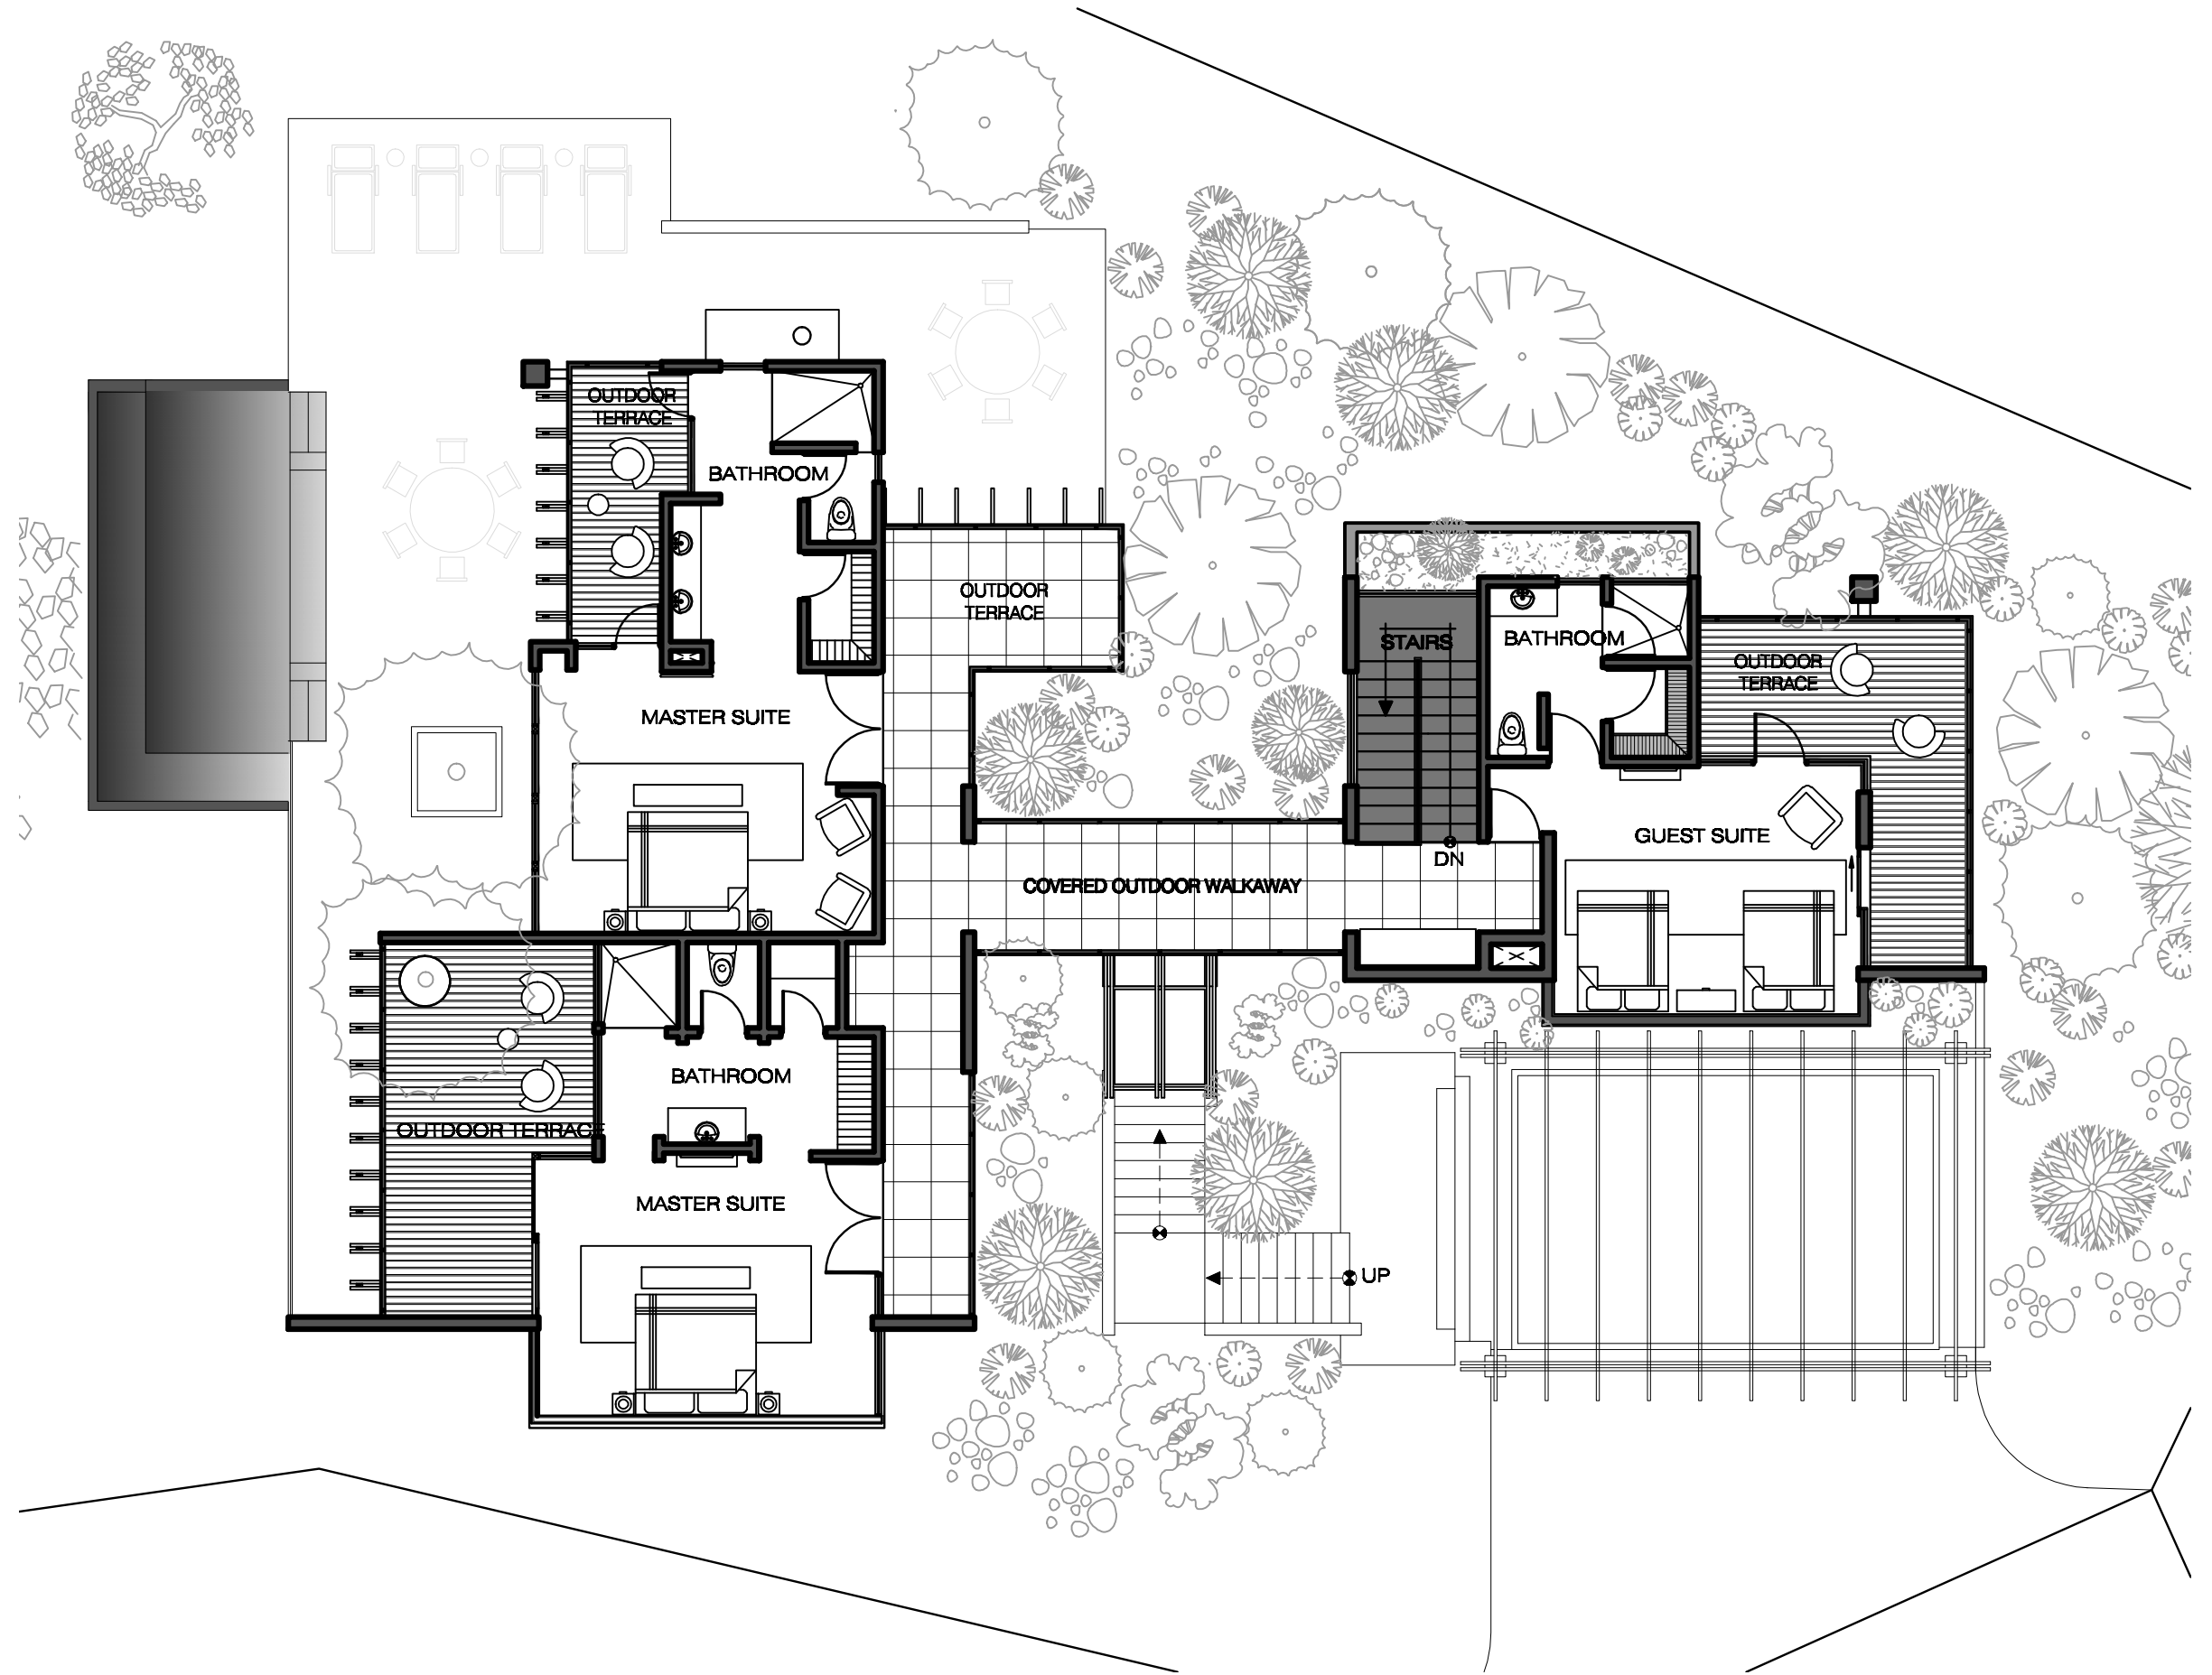 OUTDOOR
TERRACE
BATHROOM
OUTDOOR
TERRACE
STAIRS
BATHROOM
OUTDOOR
TERRACE
MASTER SUITE
GUEST SUITE
DN
COVERED OUTDOOR WALKAWAY
BATHROOM
OUTDOOR TERRACE
MASTER SUITE
UP